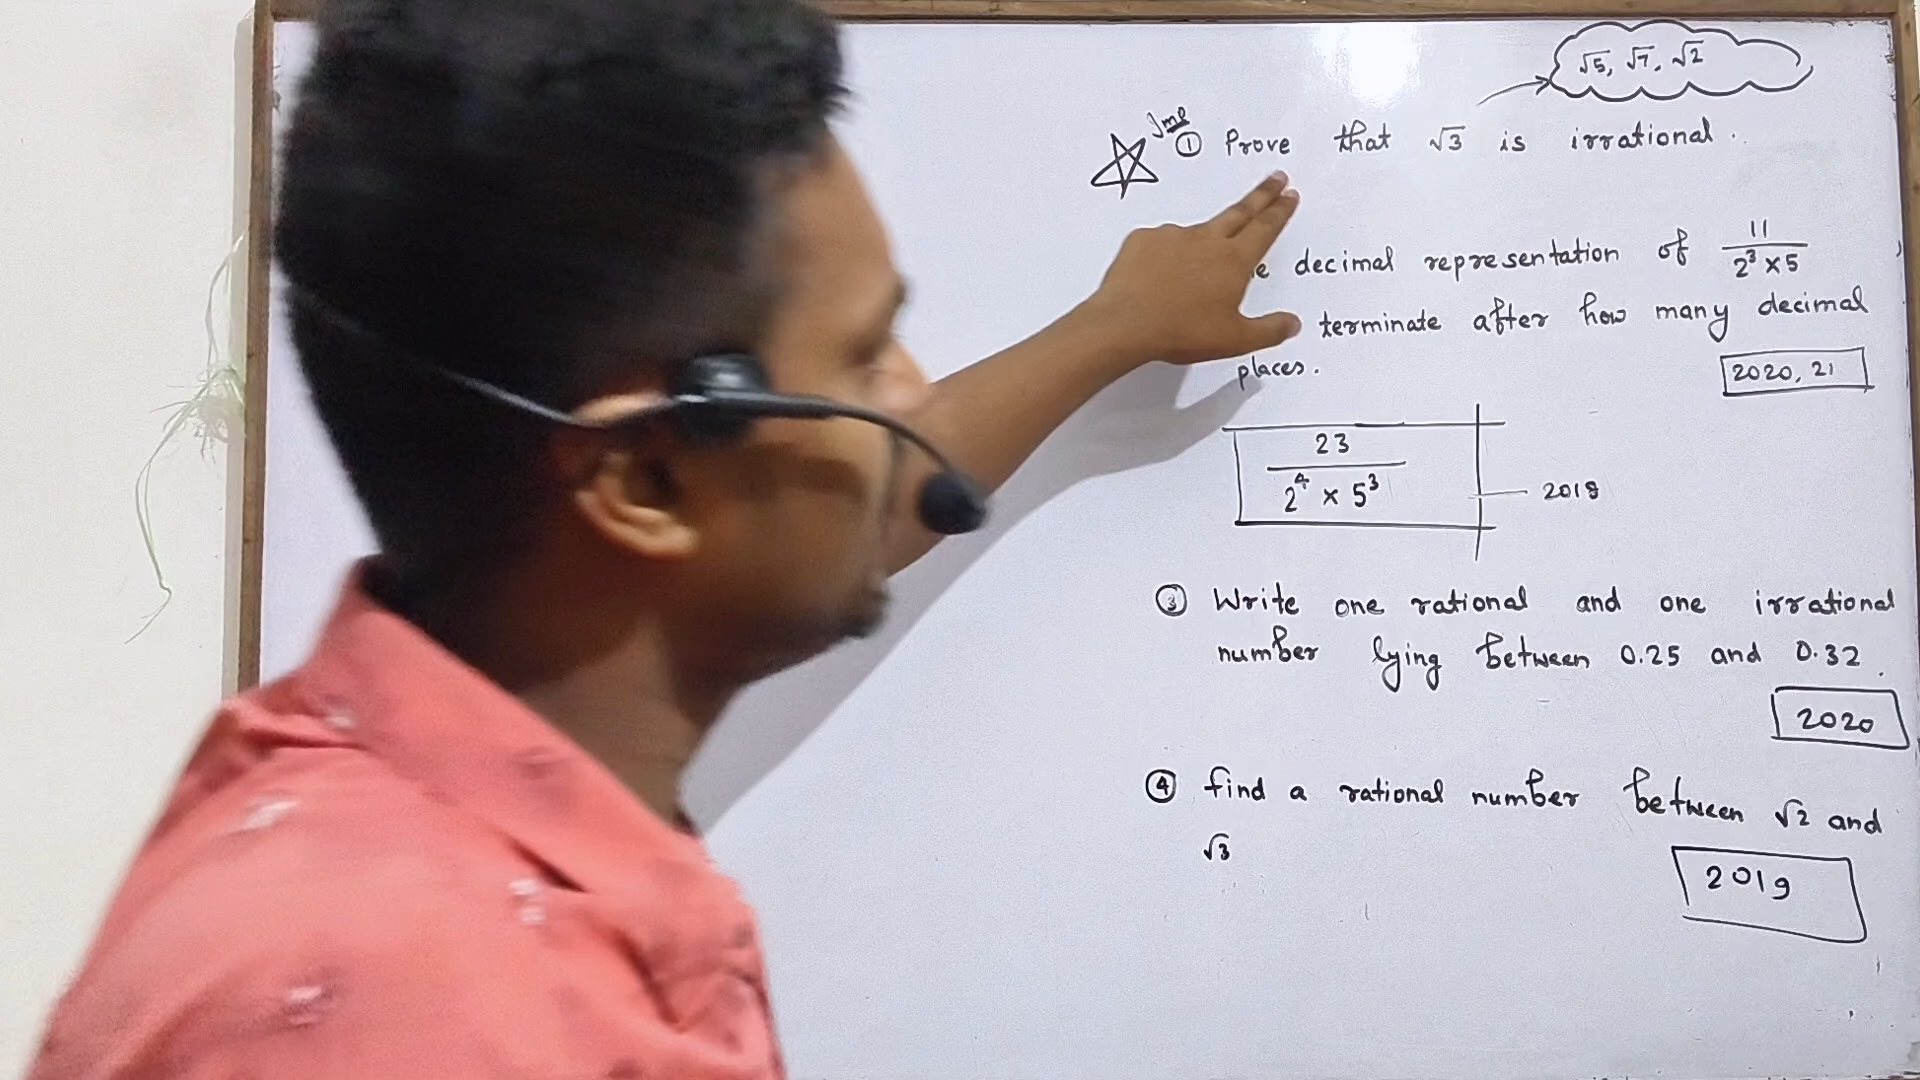 √5, √7, √2
Imp
① Prove that √3 is irrational.
e decimal representation of 11/2³ × 5
terminate after how many decimal
places.
2020, 21
23/2⁴ × 5³
2018
③ Write one rational and one irrational
number lying between 0.25 and 0.32.
2020
④ find a rational number between √2 and
√3
2019